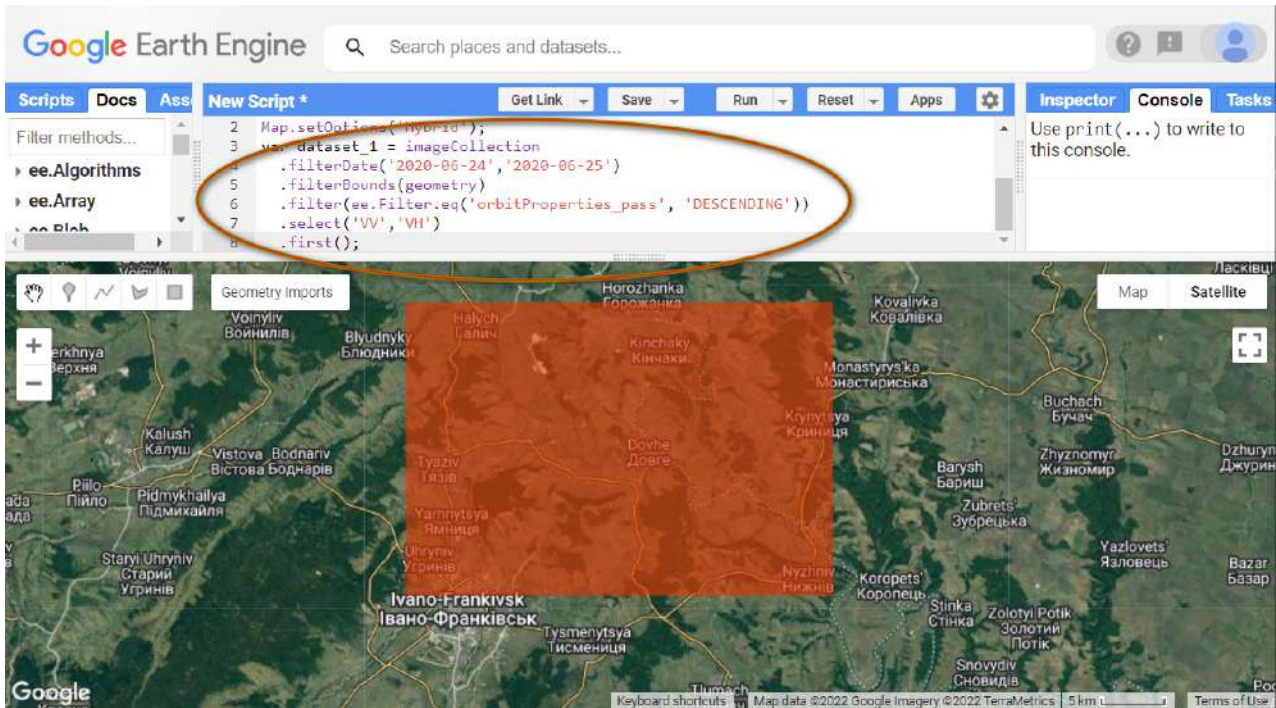 Google Earth Engine
Search places and datasets...
Scripts Docs Asse
New Script *
Get Link Save Run Reset Apps
Inspector Console Tasks
Filter methods...
ee.Algorithms
ee.Array
ee.Blob
2 Map.setOptions('Hybrid');
3 var dataset_1 = imageCollection
4 .filterDate('2020-06-24','2020-06-25')
5 .filterBounds(geometry)
6 .filter(ee.Filter.eq('orbitProperties_pass', 'DESCENDING'))
7 .select('VV','VH')
8 .first();
Use print(...) to write to
this console.
Geometry Imports
Map Satellite
Voinyliv
Войнилів
Blyudnyky
Блюдники
Halych
Галич
Horozhanka
Горожанка
Kinchaky
Кінчаки
Kovalivka
Ковалівка
Monastyrys'ka
Монастириська
Krynytsya
Криниця
Buchach
Бучач
Kalush
Калуш
Vistova Bodnariv
Вістова Боднарів
Tyaziv
Тязів
Dovhe
Довге
Barysh
Бариш
Zhyznomyr
Жизномир
Dzhuryn
Джурин
Piilo
Пійло
Pidmykhailya
Підмихайля
Yamnytsya
Ямниця
Zubrets'
Зубрецька
Staryi Uhryniv
Старий
Угринів
Uhryniv
Угринів
Yazlovets'
Язловець
Bazar
Базар
Nyzhniv
Нижнів
Koropets'
Коропець
Ivano-Frankivsk
Івано-Франківськ
Stinka
Стінка
Zolotyi Potik
Золотий
Потік
Tysmenytsya
Тисмениця
Snovydiv
Сновидів
Tlumach
Google
Keyboard shortcuts Map data ©2022 Google Imagery ©2022 TerraMetrics 5 km Terms of Use